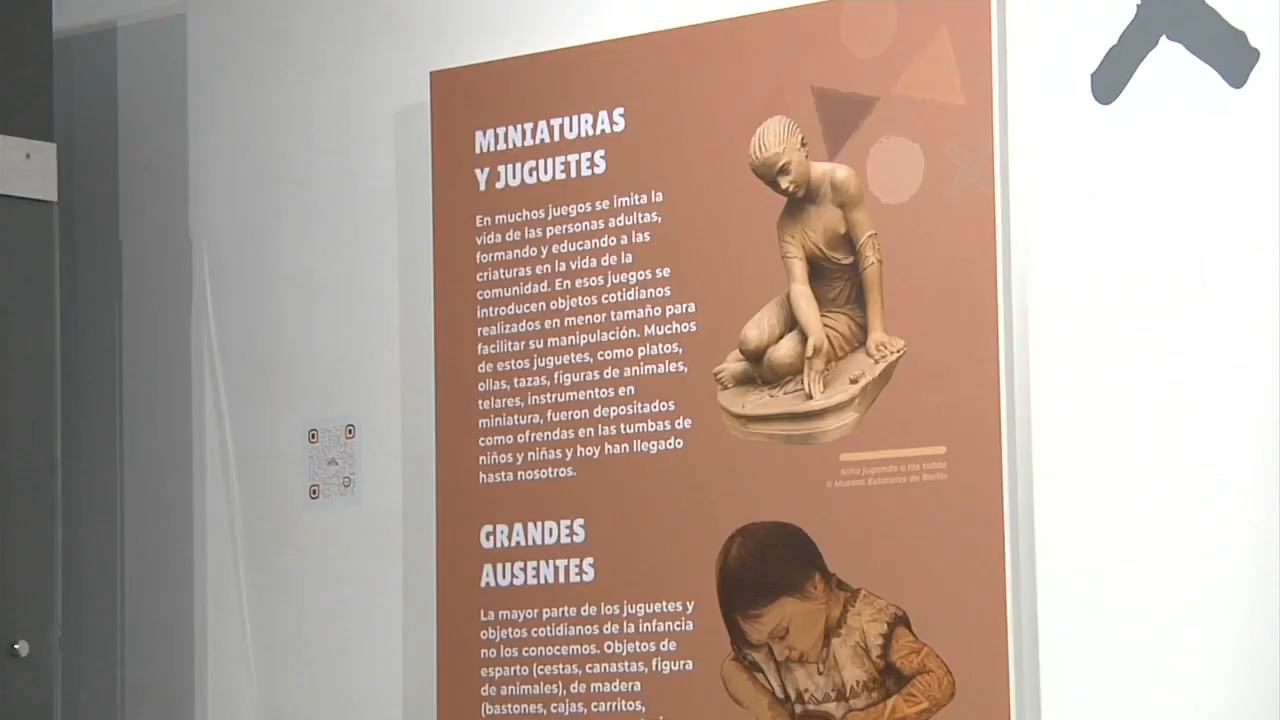 MINIATURAS
Y JUGUETES
En muchos juegos se imita la
vida de las personas adultas,
formando y educando a las
criaturas en la vida de la
comunidad. En esos juegos se
introducen objetos cotidianos
realizados en menor tamaño para
facilitar su manipulación. Muchos
de estos juguetes, como platos,
ollas, tazas, figuras de animales,
telares, instrumentos en
miniatura, fueron depositados
como ofrendas en las tumbas de
niños y niñas y hoy han llegado
hasta nosotros.
Niña jugando a las tabas
© Museos Estatales de Berlín
GRANDES
AUSENTES
La mayor parte de los juguetes y
objetos cotidianos de la infancia
no los conocemos. Objetos de
esparto (cestas, canastas, figura
de animales), de madera
(bastones, cajas, carritos,